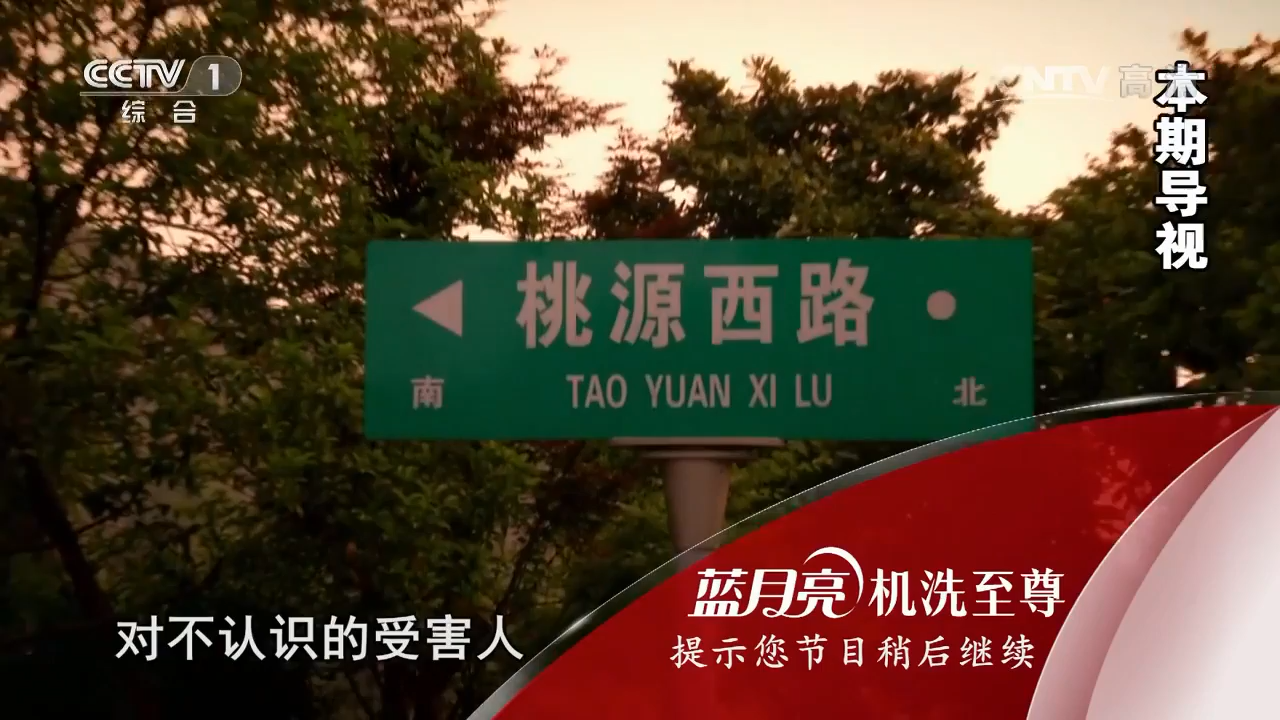 CCTV 1
综合
本期导视
桃源西路
南 TAO YUAN XI LU 北
蓝月亮 机洗至尊
提示您节目稍后继续
对不认识的受害人